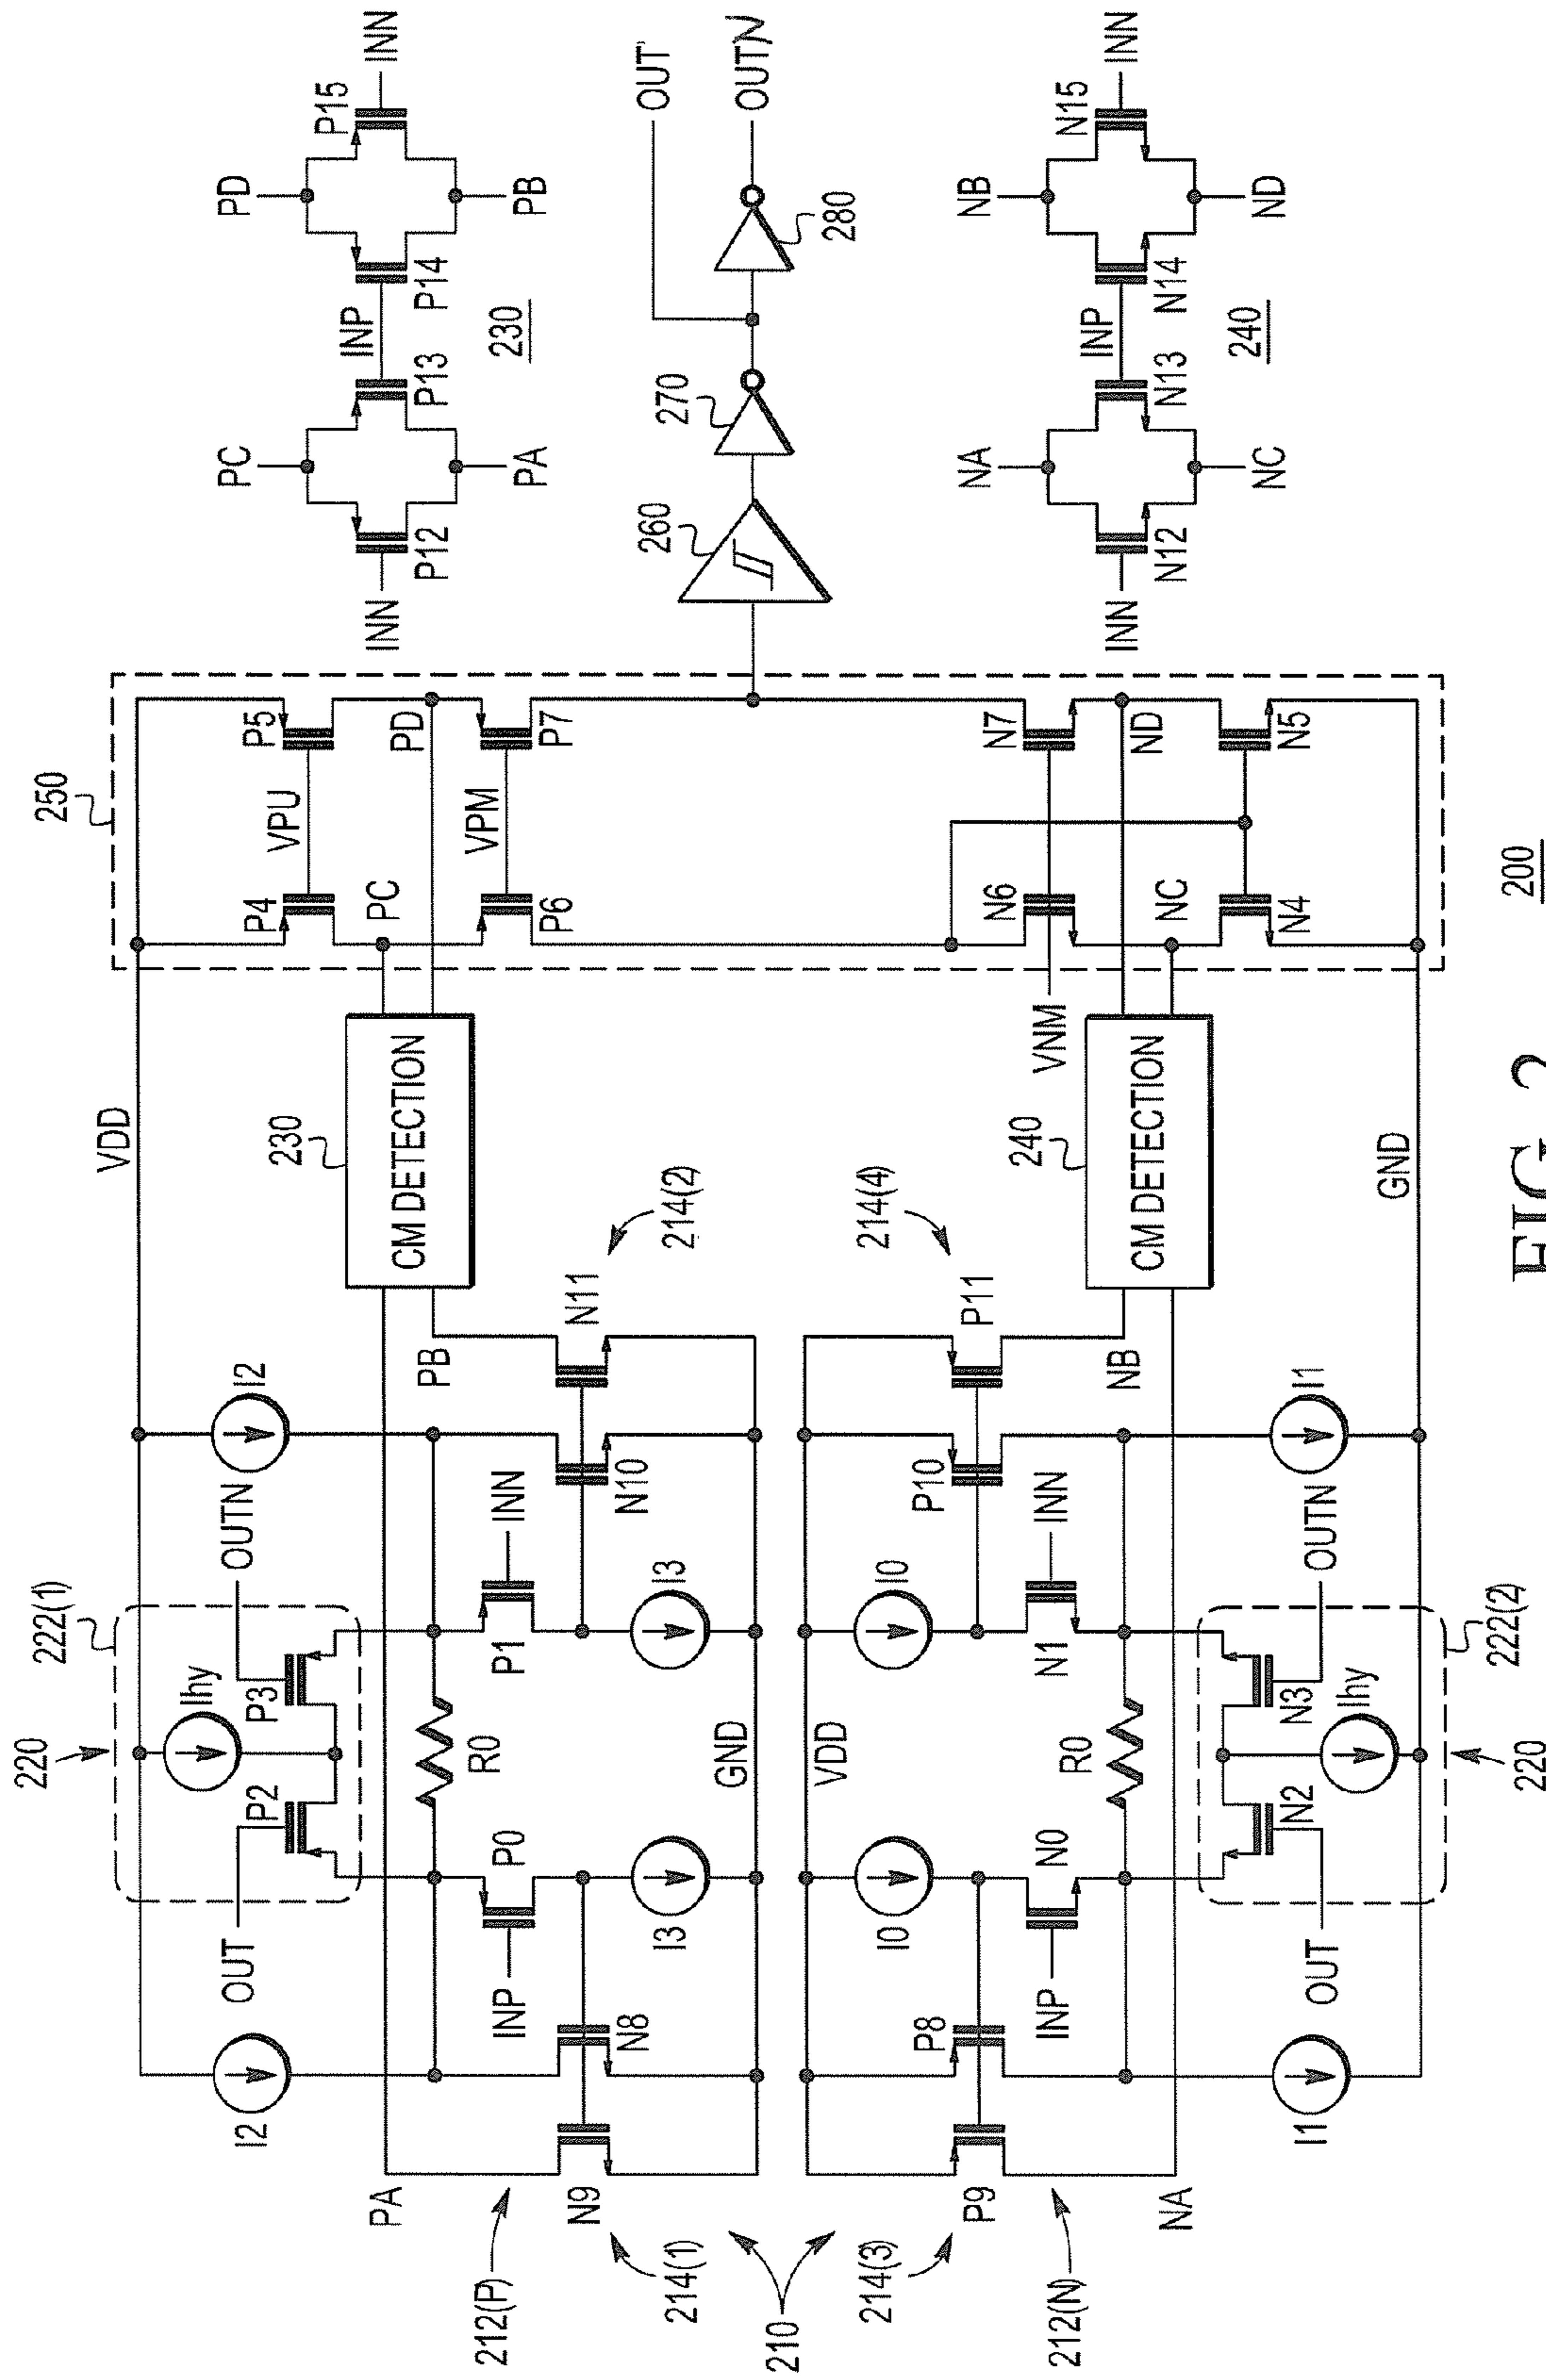 220
222(1)
OUT
OUTN
I2
P2
Ihy
P3
I2
VDD
250
PA
R0
PB
230
CM DETECTION
PC
PD
P4
VPU
P5
P6
VPM
P7
212(P)
INP
P0
P1
INN
N9
N8
I3
I3
N10
N11
214(1)
214(2)
GND
210
VDD
214(3)
214(4)
P9
P8
I0
I0
P10
P11
212(N)
INP
N0
N1
INN
NA
R0
NB
240
CM DETECTION
VNM
N6
N7
NC
ND
N4
N5
I1
OUT
N2
Ihy
N3
OUTN
I1
GND
220
222(2)
INN
P12
PC
PA
P13
INP
P14
PD
PB
P15
INN
230
260
270
280
OUT
OUTN
INN
N12
NA
NC
N13
INP
N14
NB
ND
N15
INN
240
200
FIG. 2